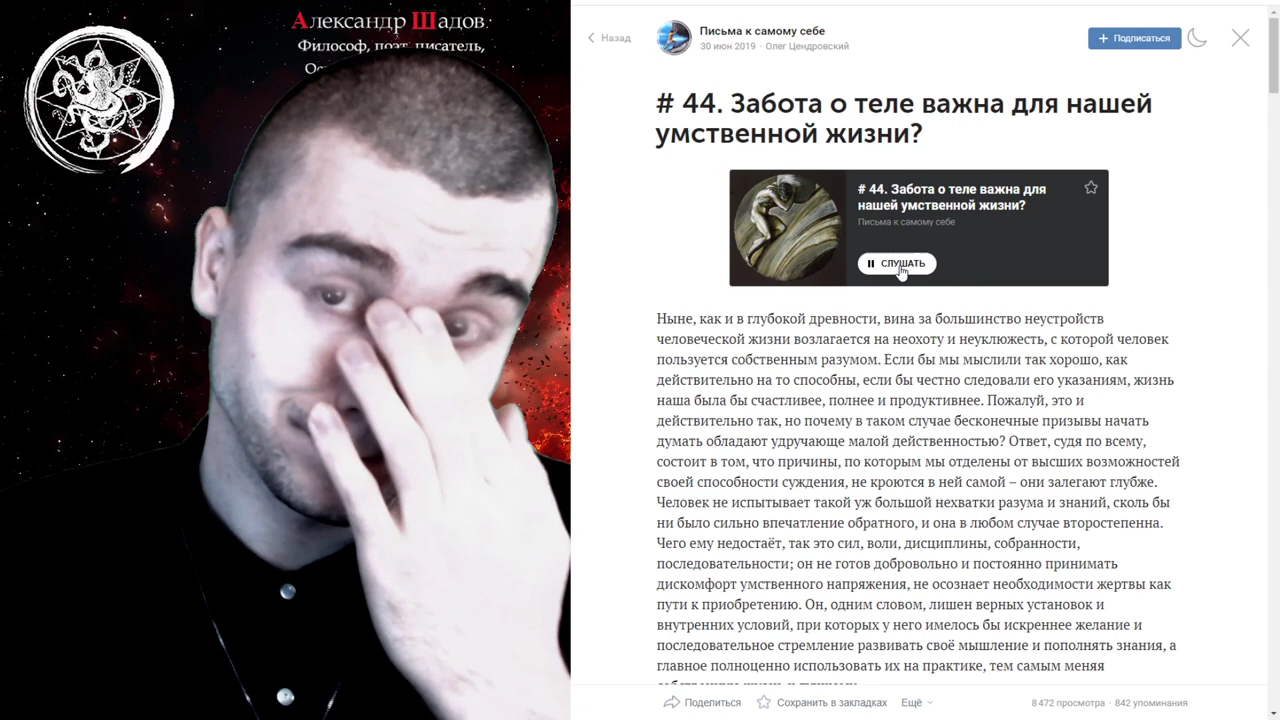 Александр Шадов
Философ, поэт, писатель,
Ос
Назад
Письма к самому себе
30 июн 2019 · Олег Цендровский
Подписаться
# 44. Забота о теле важна для нашей
умственной жизни?
# 44. Забота о теле важна для
нашей умственной жизни?
Письма к самому себе
СЛУШАТЬ
Ныне, как и в глубокой древности, вина за большинство неустройств
человеческой жизни возлагается на неохоту и неуклюжесть, с которой человек
пользуется собственным разумом. Если бы мы мыслили так хорошо, как
действительно на то способны, если бы честно следовали его указаниям, жизнь
наша была бы счастливее, полнее и продуктивнее. Пожалуй, это и
действительно так, но почему в таком случае бесконечные призывы начать
думать обладают удручающе малой действенностью? Ответ, судя по всему,
состоит в том, что причины, по которым мы отделены от высших возможностей
своей способности суждения, не кроются в ней самой – они залегают глубже.
Человек не испытывает такой уж большой нехватки разума и знаний, сколь бы
ни было сильно впечатление обратного, и она в любом случае второстепенна.
Чего ему недостаёт, так это сил, воли, дисциплины, собранности,
последовательности; он не готов добровольно и постоянно принимать
дискомфорт умственного напряжения, не осознает необходимости жертвы как
пути к приобретению. Он, одним словом, лишен верных установок и
внутренних условий, при которых у него имелось бы искреннее желание и
последовательное стремление развивать своё мышление и пополнять знания, а
главное полноценно использовать их на практике, тем самым меняя
Поделиться
Сохранить в закладках
Ещё
8 472 просмотра · 842 упоминания